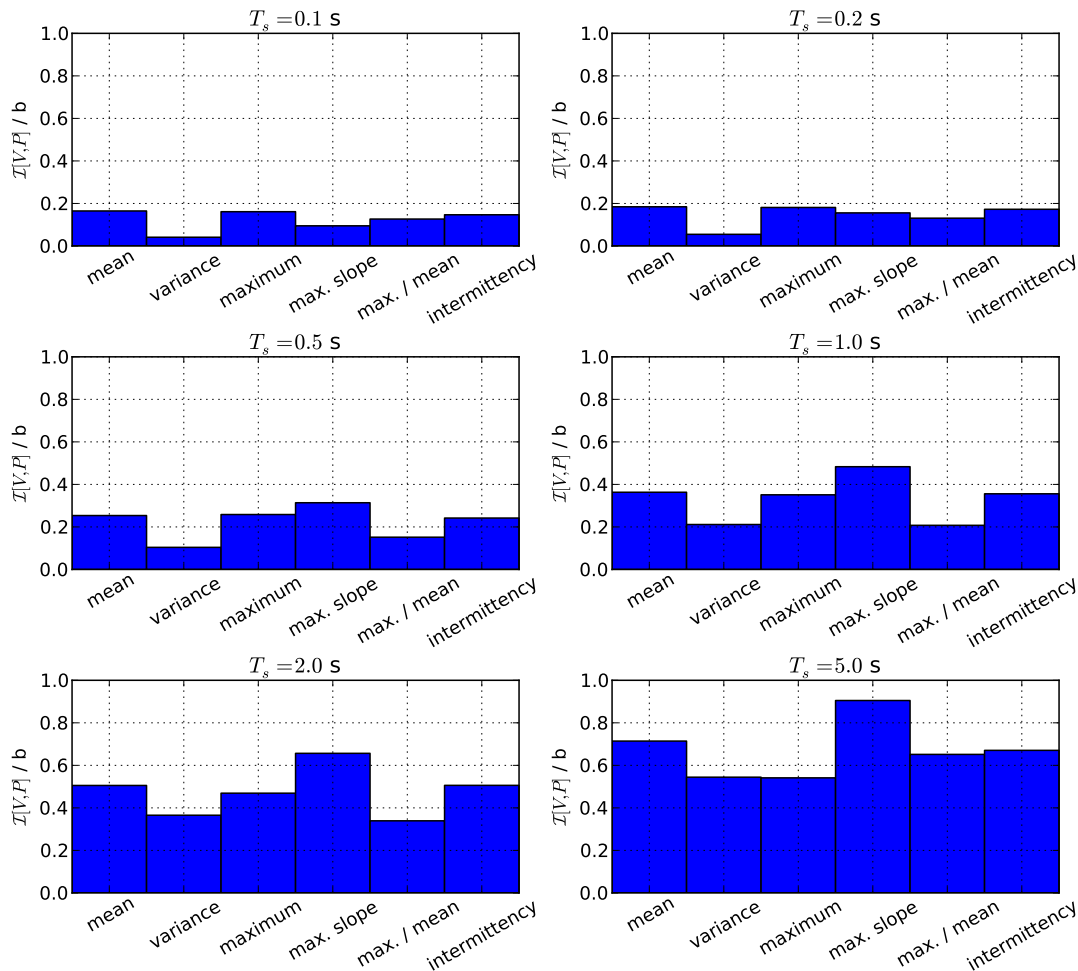 T_s =0.1 s
1.0
0.8
0.6
0.4
0.2
0.0
ℐ[V,P] / b
mean
variance
maximum
max. slope
max. / mean
intermittency
T_s =0.2 s
1.0
0.8
0.6
0.4
0.2
0.0
ℐ[V,P] / b
mean
variance
maximum
max. slope
max. / mean
intermittency
T_s =0.5 s
1.0
0.8
0.6
0.4
0.2
0.0
ℐ[V,P] / b
mean
variance
maximum
max. slope
max. / mean
intermittency
T_s =1.0 s
1.0
0.8
0.6
0.4
0.2
0.0
ℐ[V,P] / b
mean
variance
maximum
max. slope
max. / mean
intermittency
T_s =2.0 s
1.0
0.8
0.6
0.4
0.2
0.0
ℐ[V,P] / b
mean
variance
maximum
max. slope
max. / mean
intermittency
T_s =5.0 s
1.0
0.8
0.6
0.4
0.2
0.0
ℐ[V,P] / b
mean
variance
maximum
max. slope
max. / mean
intermittency